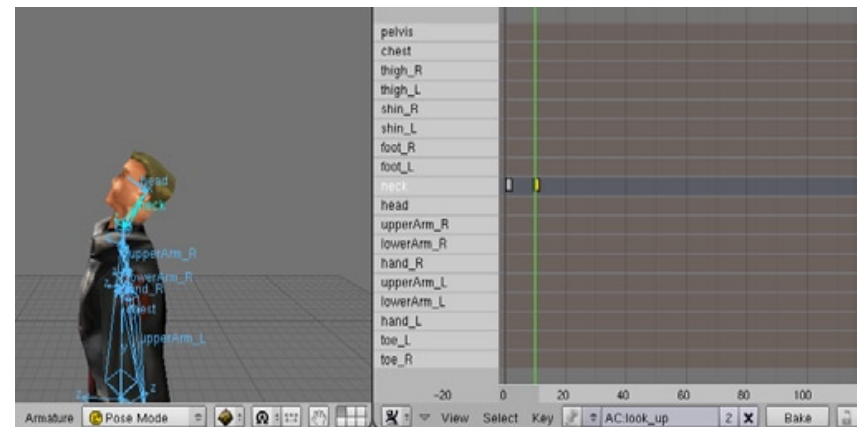 head
neck
upperArm_R
lowerArm_R
hand_R
chest
upperArm_L
z
z
Armature Pose Mode
pelvis
chest
thigh_R
thigh_L
shin_R
shin_L
foot_R
foot_L
neck
head
upperArm_R
lowerArm_R
hand_R
upperArm_L
lowerArm_L
hand_L
toe_L
toe_R
-20 0 20 40 60 80 100
View Select Key AC:look_up 2 X Bake